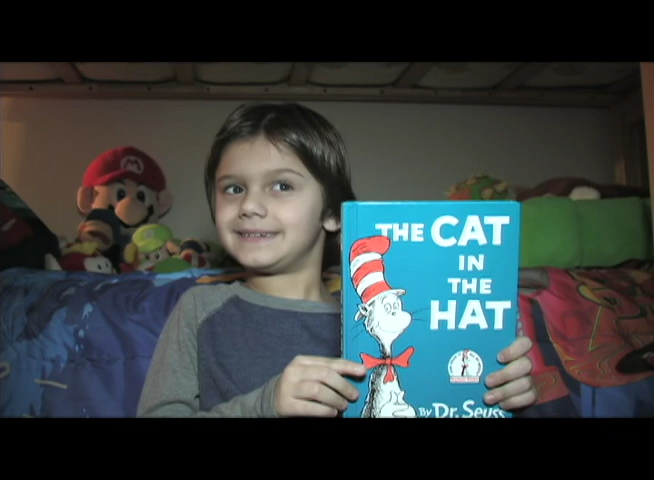 THE CAT
IN
THE
HAT
By Dr. Seuss
M